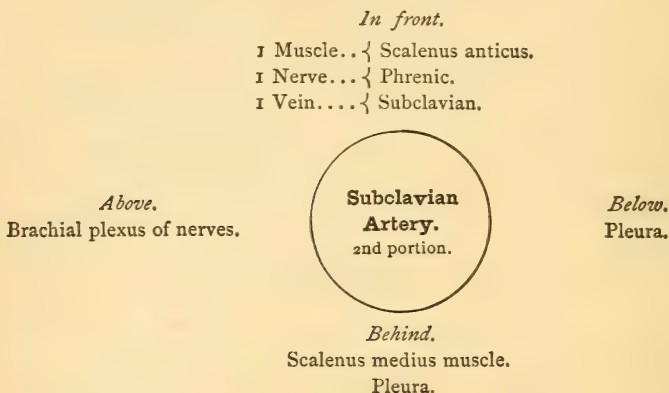 In front.
1 Muscle.. { Scalenus anticus.
1 Nerve... { Phrenic.
1 Vein.... { Subclavian.
Above.
Brachial plexus of nerves.
Subclavian
Artery.
2nd portion.
Below.
Pleura.
Behind.
Scalenus medius muscle.
Pleura.